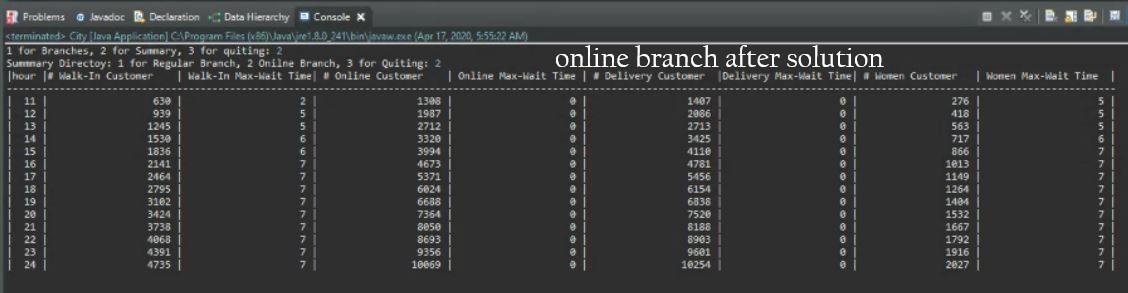 Problems Javadoc Declaration Data Hierarchy Console
<terminated> City [Java Application] C:\Program Files (x86)\Java\jre1.8.0_241\bin\javaw.exe (Apr 17, 2020, 5:55:22 AM)
1 for Branches, 2 for Summary, 3 for quiting: 2
online branch after solution
Summmary Directoy: 1 for Regular Branch, 2 Onilne Branch, 3 for Quiting: 2
|hour |# Walk-In Customer | Walk-In Max-Wait Time| # Online Customer | Online Max-Wait Time | # Delivery Customer |Delivery Max-Wait Time| # Women Customer | Women Max-Wait Time |
| 11 | 630 | 2 | 1308 | 0 | 1407 | 0 | 276 | 5 |
| 12 | 939 | 5 | 1987 | 0 | 2086 | 0 | 418 | 5 |
| 13 | 1245 | 5 | 2712 | 0 | 2713 | 0 | 563 | 5 |
| 14 | 1530 | 6 | 3320 | 0 | 3425 | 0 | 717 | 6 |
| 15 | 1836 | 6 | 3994 | 0 | 4110 | 0 | 866 | 7 |
| 16 | 2141 | 7 | 4673 | 0 | 4781 | 0 | 1013 | 7 |
| 17 | 2464 | 7 | 5371 | 0 | 5456 | 0 | 1149 | 7 |
| 18 | 2795 | 7 | 6024 | 0 | 6154 | 0 | 1264 | 7 |
| 19 | 3102 | 7 | 6688 | 0 | 6838 | 0 | 1404 | 7 |
| 20 | 3424 | 7 | 7364 | 0 | 7520 | 0 | 1532 | 7 |
| 21 | 3738 | 7 | 8050 | 0 | 8188 | 0 | 1667 | 7 |
| 22 | 4068 | 7 | 8693 | 0 | 8903 | 0 | 1792 | 7 |
| 23 | 4391 | 7 | 9356 | 0 | 9601 | 0 | 1916 | 7 |
| 24 | 4735 | 7 | 10069 | 0 | 10254 | 0 | 2027 | 7 |